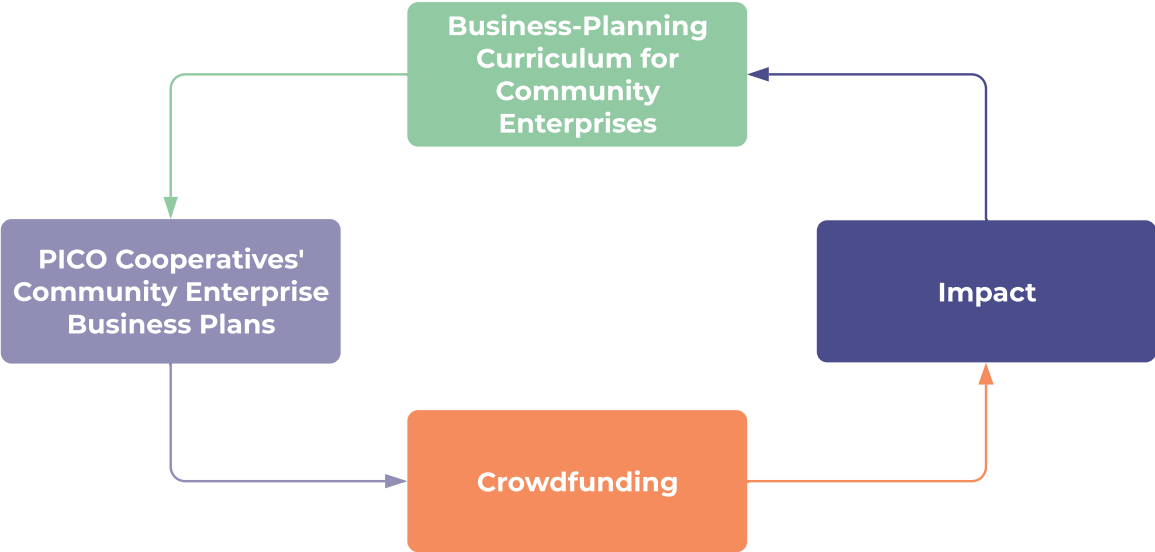 Business-Planning
Curriculum for
Community
Enterprises
PICO Cooperatives'
Community Enterprise
Business Plans
Impact
Crowdfunding